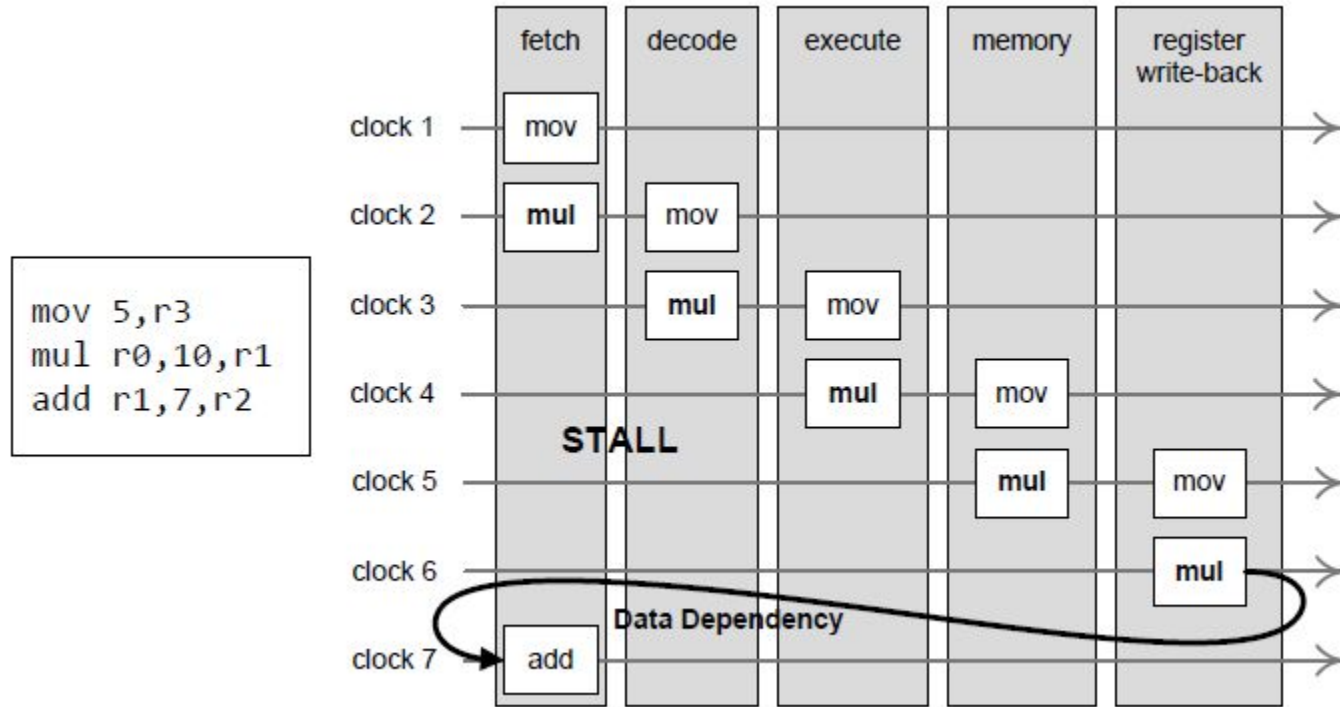 fetch
decode
execute
memory
register
write-back
clock 1
mov
clock 2
mul
mov
mov 5,r3
mul r0,10,r1
add r1,7,r2
clock 3
mul
mov
clock 4
mul
mov
STALL
clock 5
mul
mov
clock 6
mul
Data Dependency
clock 7
add